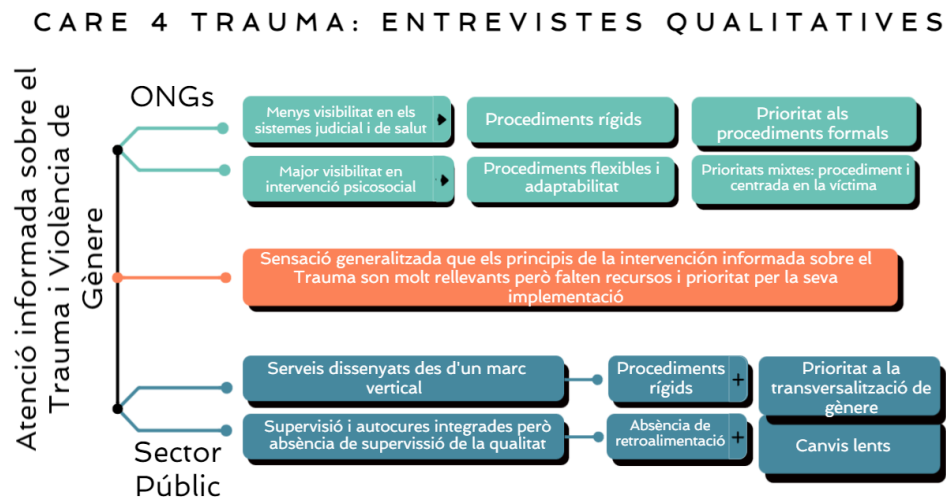 CARE 4 TRAUMA: ENTREVISTES QUALITATIVES
Atenció informada sobre el
Trauma i Violència de
Gènere
ONGs
Menys visibilitat en els
sistemes judicial i de salut
Procediments rígids
Prioritat als
procediments formals
Major visibilitat en
intervenció psicosocial
Procediments flexibles i
adaptabilitat
Prioritats mixtes: procediment i
centrada en la víctima
Sensació generalitzada que els principis de la intervenció informada sobre el
Trauma son molt rellevants però falten recursos i prioritat per la seva
implementació
Serveis dissenyats des d'un marc
vertical
Procediments
rígids
+
Prioritat a la
transversalització de
gènere
Supervisió i autocures integrades però
absència de supervissió de la qualitat
Absència de
retroalimentació
+
Canvis lents
Sector
Públic